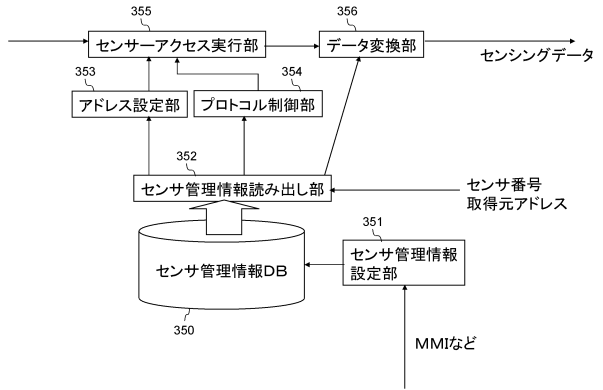 355
センサーアクセス実行部
356
データ変換部
センシングデータ
353
アドレス設定部
354
プロトコル制御部
352
センサ管理情報読み出し部
センサ番号
取得元アドレス
351
センサ管理情報
設定部
センサ管理情報DB
350
MMIなど